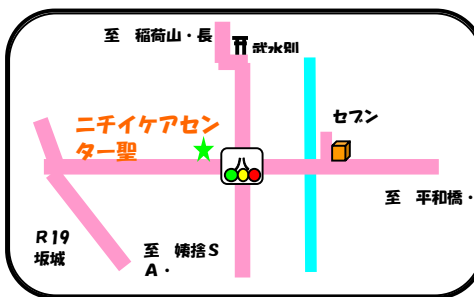 至 稲荷山・長
武水別
セブン
ニチイケアセン
ター聖
至 平和橋・
R19
坂城
至 姨捨S
A・